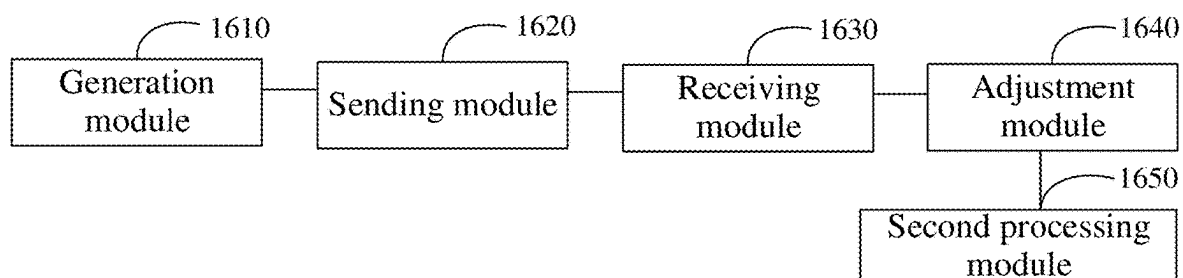 1610
1620
1630
1640
Generation
module
Sending module
Receiving
module
Adjustment
module
1650
Second processing
module